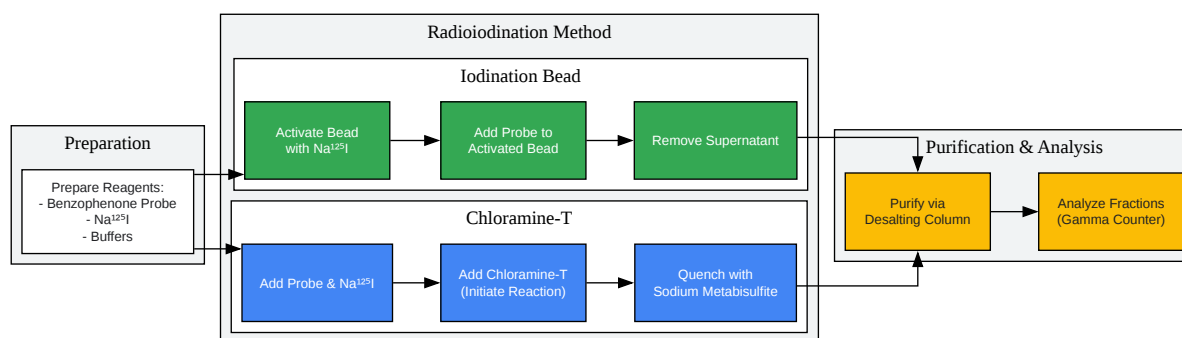 Radioiodination Method
Iodination Bead
Activate Bead
with Na¹²⁵I
Add Probe to
Activated Bead
Remove Supernatant
Preparation
Prepare Reagents:
- Benzophenone Probe
- Na¹²⁵I
- Buffers
Chloramine-T
Add Probe & Na¹²⁵I
Add Chloramine-T
(Initiate Reaction)
Quench with
Sodium Metabisulfite
Purification & Analysis
Purify via
Desalting Column
Analyze Fractions
(Gamma Counter)